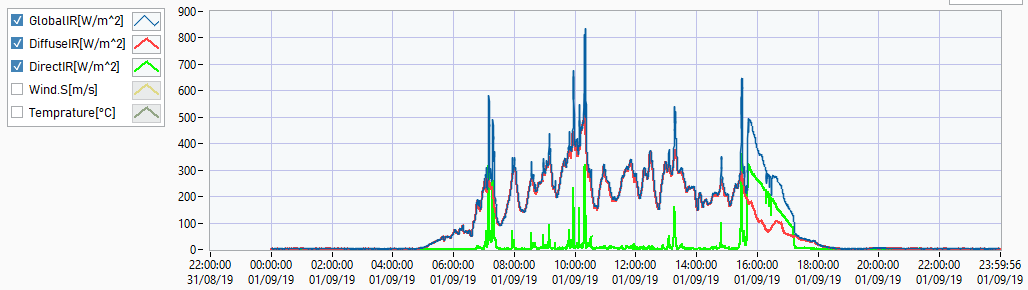 GlobalIR[W/m^2]
DiffuseIR[W/m^2]
DirectIR[W/m^2]
Wind.S[m/s]
Temprature[°C]
900
800
700
600
500
400
300
200
100
0
22:00:00 00:00:00 02:00:00 04:00:00 06:00:00 08:00:00 10:00:00 12:00:00 14:00:00 16:00:00 18:00:00 20:00:00 22:00:00 23:59:56
31/08/19 01/09/19 01/09/19 01/09/19 01/09/19 01/09/19 01/09/19 01/09/19 01/09/19 01/09/19 01/09/19 01/09/19 01/09/19 01/09/19